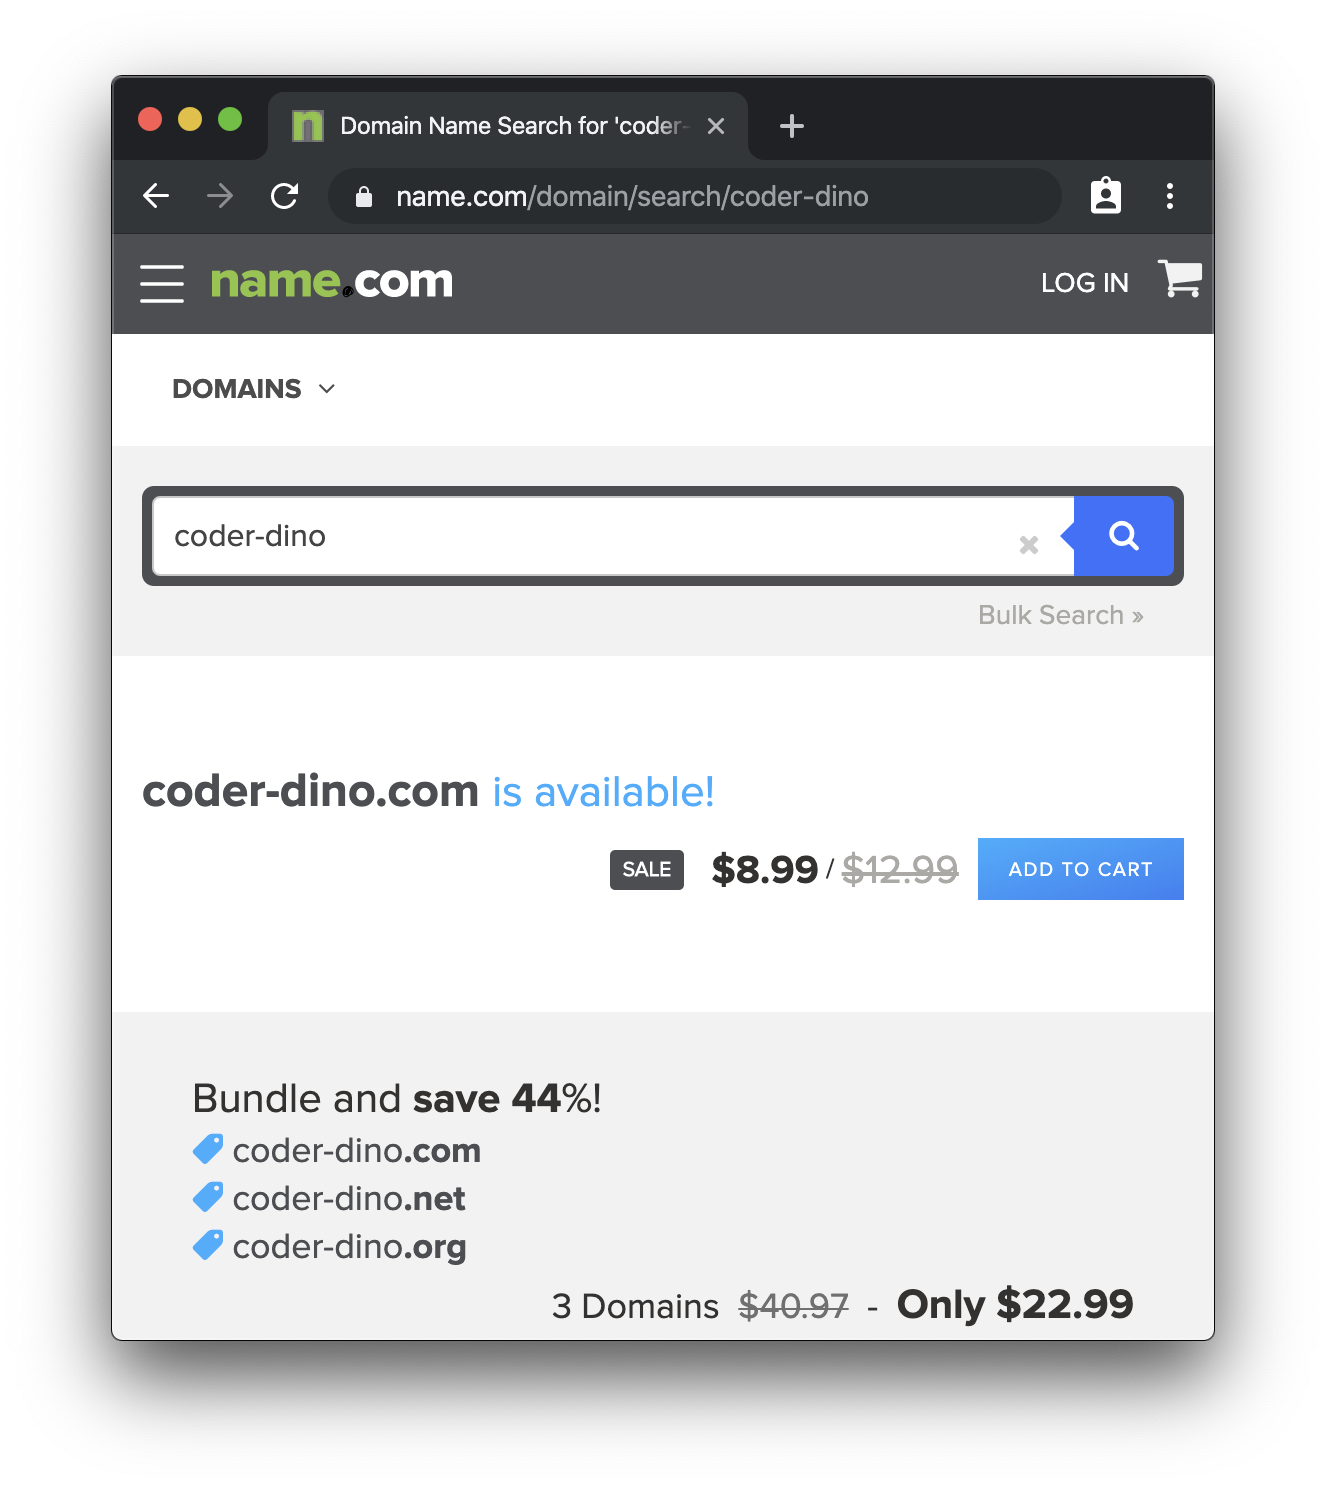 Domain Name Search for 'coder-
name.com/domain/search/coder-dino
name.com
LOG IN
DOMAINS
coder-dino
Bulk Search »
coder-dino.com is available!
SALE $8.99 / $12.99 ADD TO CART
Bundle and save 44%!
coder-dino.com
coder-dino.net
coder-dino.org
3 Domains $40.97 - Only $22.99